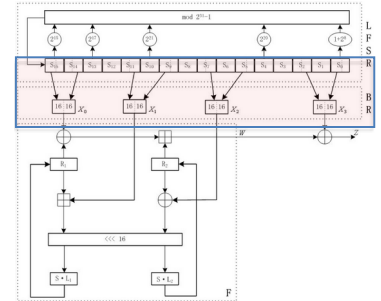 mod 2³¹-1
L F S R
2¹⁵ 2¹⁷ 2²¹ 2²⁰ 1+2⁸
S₁₅ S₁₄ S₁₃ S₁₂ S₁₁ S₁₀ S₉ S₈ S₇ S₆ S₅ S₄ S₃ S₂ S₁ S₀
B R
16 16 X₀ 16 16 X₁ 16 16 X₂ 16 16 X₃
W Z
R₁ R₂
<<< 16
S·L₁ S·L₂
F